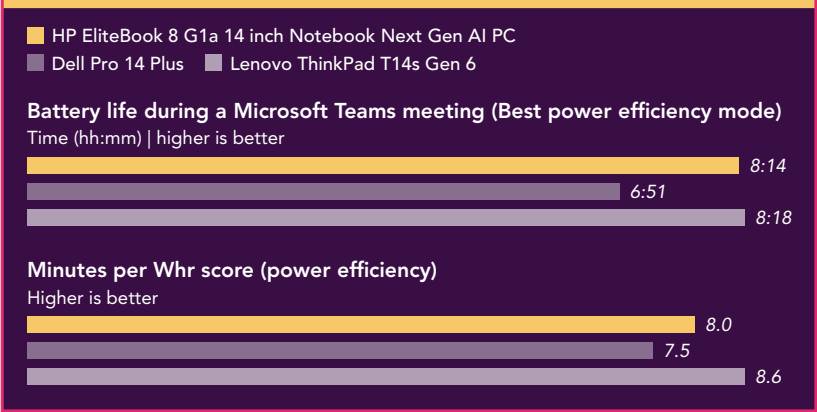 HP EliteBook 8 G1a 14 inch Notebook Next Gen AI PC
Dell Pro 14 Plus Lenovo ThinkPad T14s Gen 6
Battery life during a Microsoft Teams meeting (Best power efficiency mode)
Time (hh:mm) | higher is better
8:14
6:51
8:18
Minutes per Whr score (power efficiency)
Higher is better
8.0
7.5
8.6